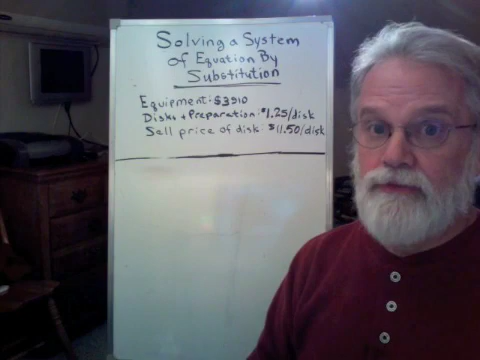 Solving a System
of Equation By
Substitution
Equipment: $3910
Disks + Preparation: $1.25/disk
Sell price of disk: $11.50/disk